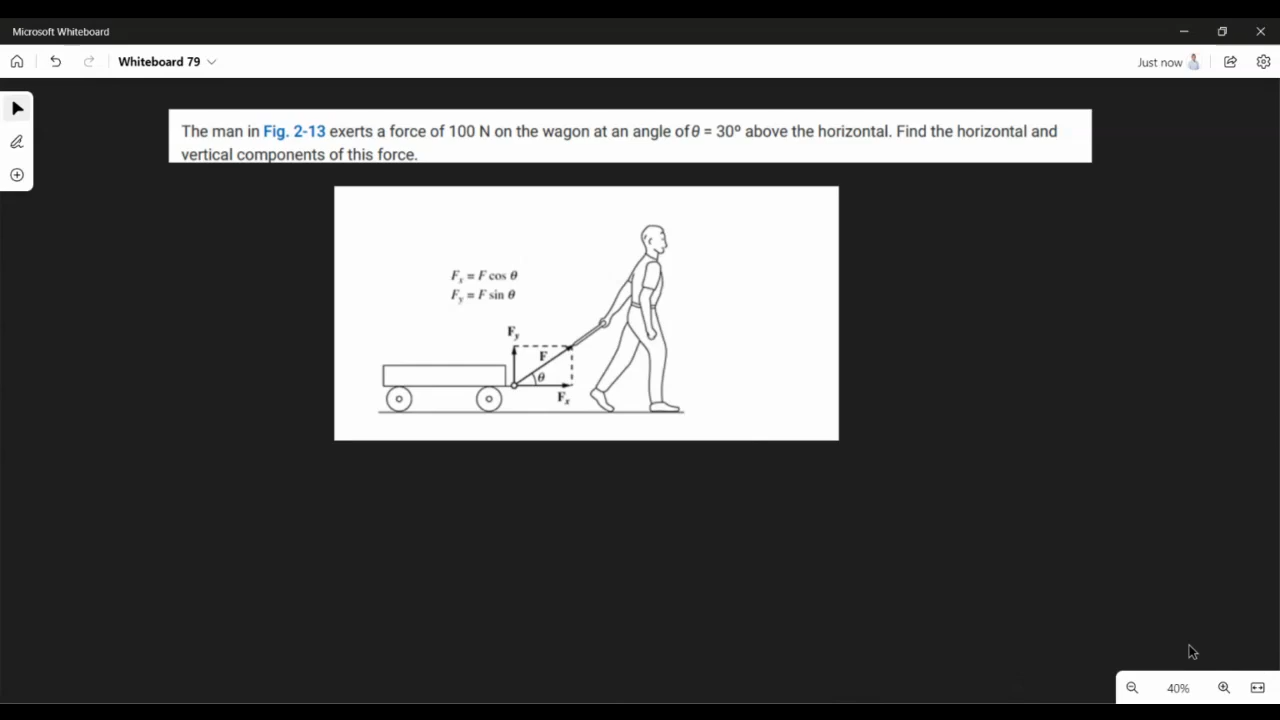 Microsoft Whiteboard
Whiteboard 79
Just now
The man in Fig. 2-13 exerts a force of 100 N on the wagon at an angle of θ = 30º above the horizontal. Find the horizontal and
vertical components of this force.
Fx = F cos θ
Fy = F sin θ
Fy
F
θ
Fx
40%